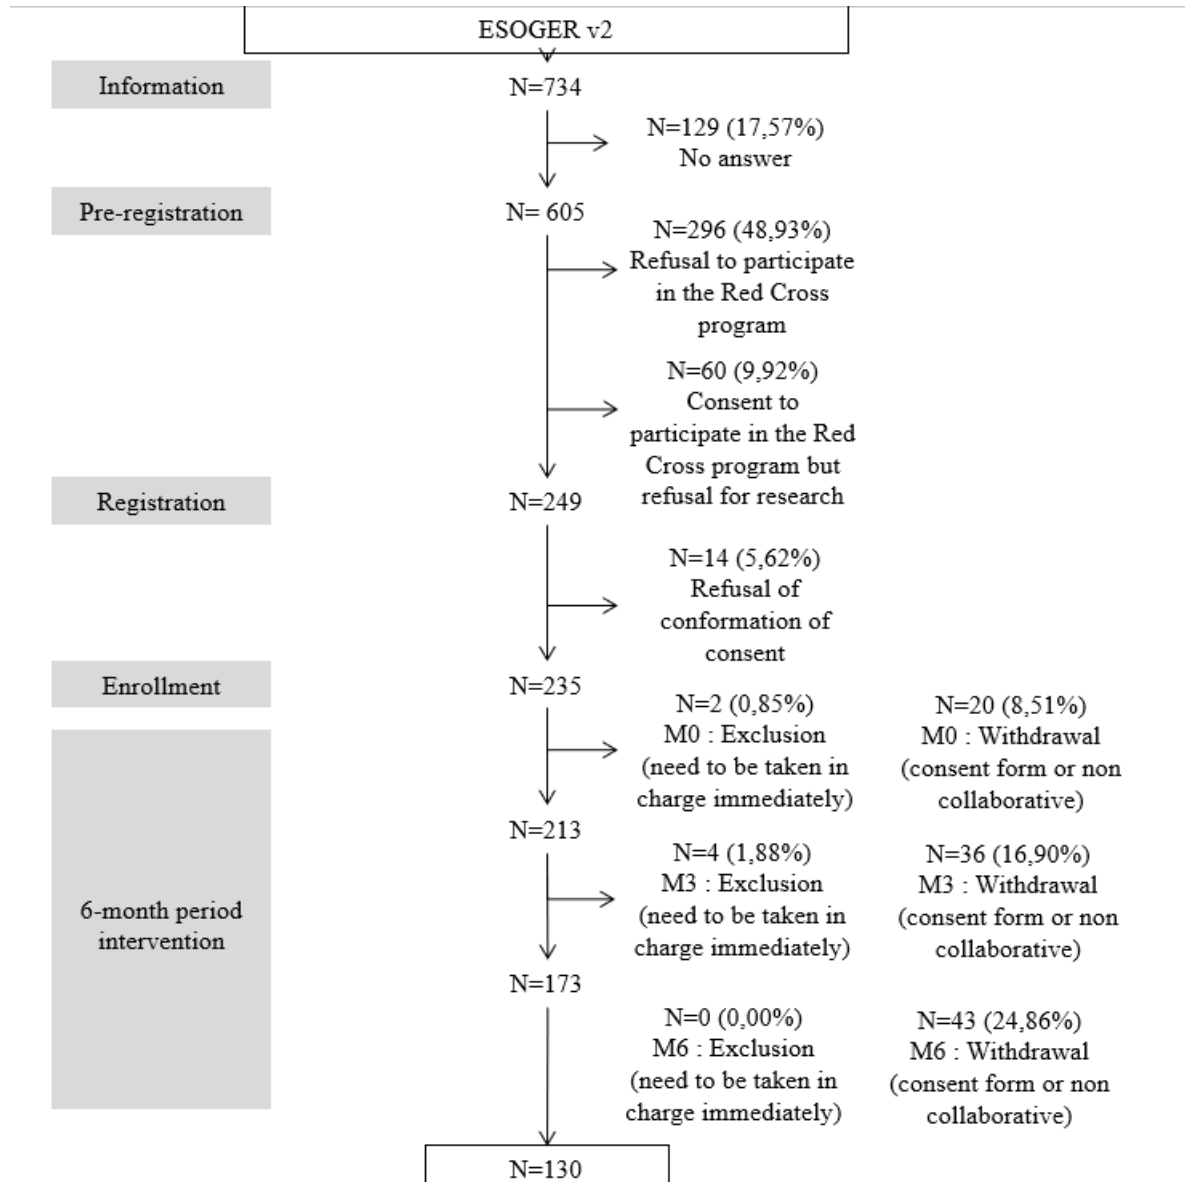 ESOGER v2
Information
N=734
N=129 (17,57%)
No answer
Pre-registration
N= 605
N=296 (48,93%)
Refusal to participate
in the Red Cross
program
N=60 (9,92%)
Consent to
participate in the Red
Cross program but
refusal for research
Registration
N=249
N=14 (5,62%)
Refusal of
conformation of
consent
Enrollment
N=235
N=2 (0,85%)
M0 : Exclusion
(need to be taken in
charge immediately)
N=20 (8,51%)
M0 : Withdrawal
(consent form or non
collaborative)
N=213
N=4 (1,88%)
M3 : Exclusion
(need to be taken in
charge immediately)
N=36 (16,90%)
M3 : Withdrawal
(consent form or non
collaborative)
6-month period
intervention
N=173
N=0 (0,00%)
M6 : Exclusion
(need to be taken in
charge immediately)
N=43 (24,86%)
M6 : Withdrawal
(consent form or non
collaborative)
N=130